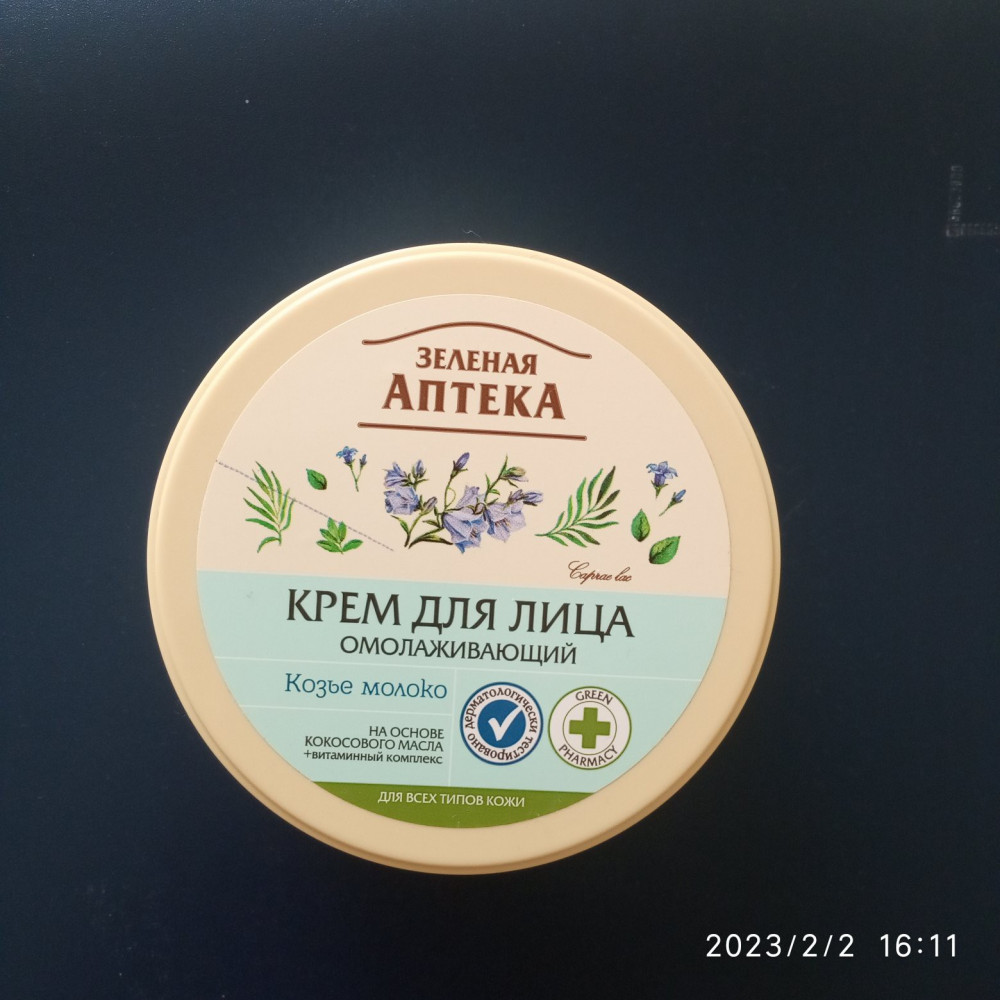 ЗЕЛЕНАЯ
АПТЕКА
Caprae lac
КРЕМ ДЛЯ ЛИЦА
ОМОЛАЖИВАЮЩИЙ
Козье молоко
НА ОСНОВЕ
КОКОСОВОГО МАСЛА
+витаминный комплекс
дерматологически
тестировано
GREEN
PHARMACY
ДЛЯ ВСЕХ ТИПОВ КОЖИ
2023/2/2 16:11